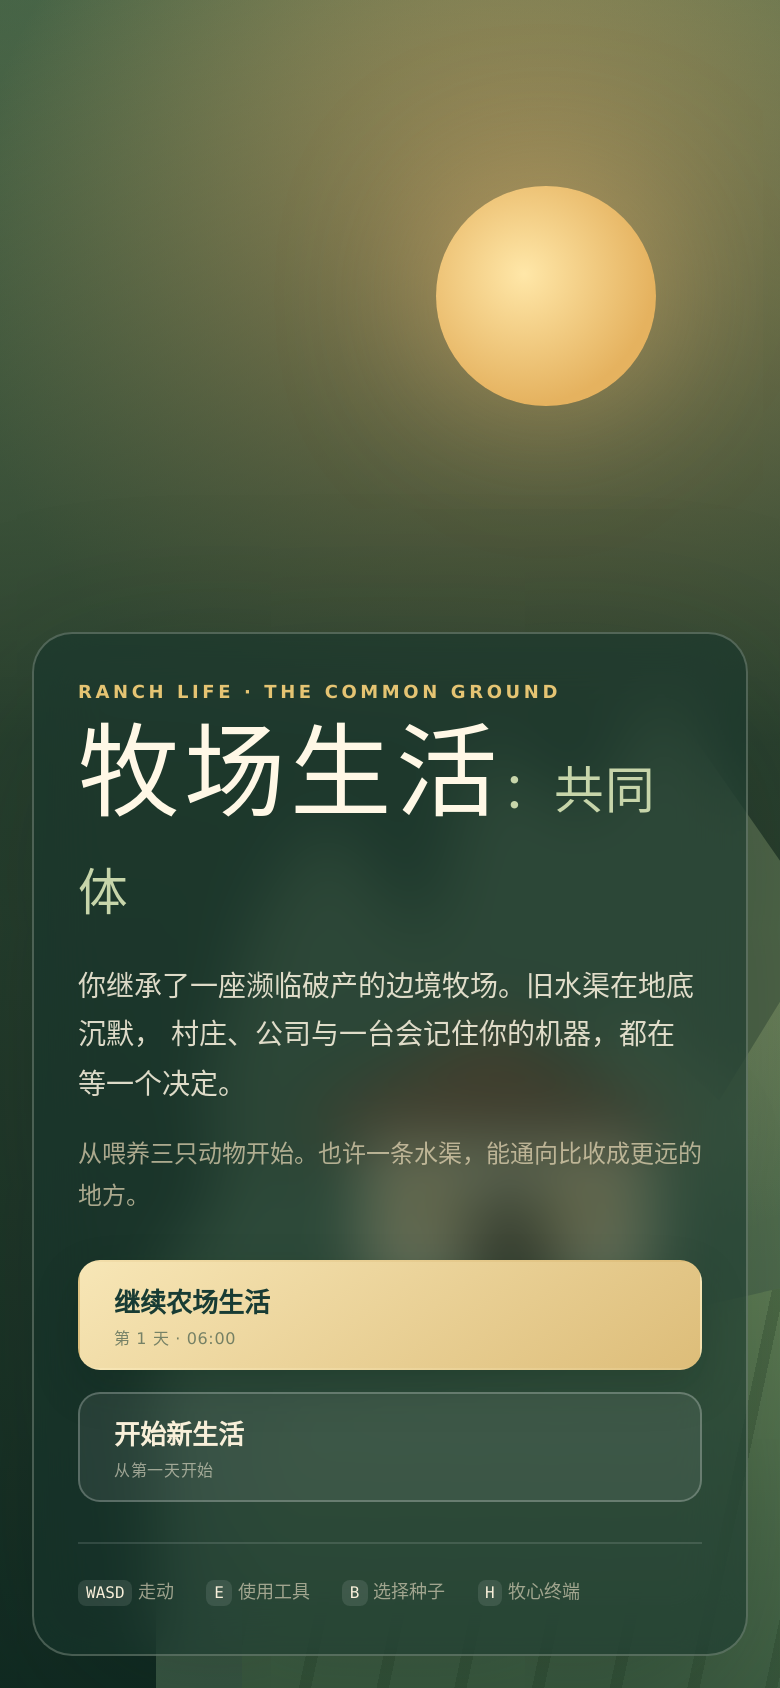 RANCH LIFE · THE COMMON GROUND
牧场生活：共同
体
你继承了一座濒临破产的边境牧场。旧水渠在地底
沉默， 村庄、公司与一台会记住你的机器，都在
等一个决定。
从喂养三只动物开始。也许一条水渠，能通向比收成更远的
地方。
继续农场生活
第 1 天 · 06:00
开始新生活
从第一天开始
WASD 走动 E 使用工具 B 选择种子 H 牧心终端